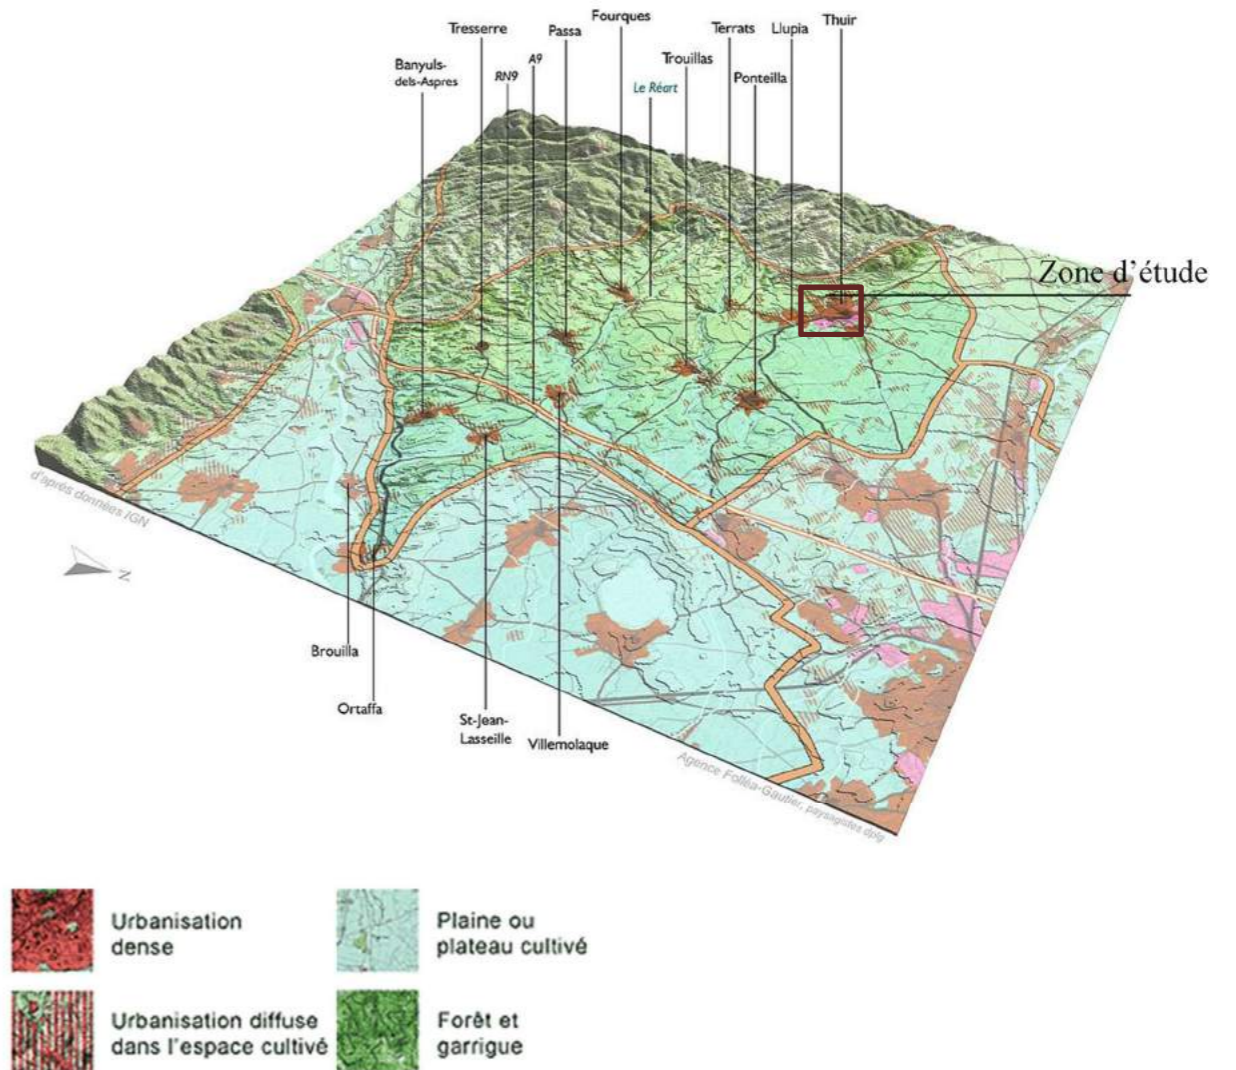 Fourques
Thuir
Tresserre
Passa
Terrats
Llupia
A9
Trouillas
Banyuls-
dels-Aspres
RN9
Ponteilla
Le Réart
Zone d'étude
d'après données IGN
N
Brouilla
Ortaffa
St-Jean-
Lasseille
Villemolaque
Agence Folléa-Gautier, paysagistes dplg
Urbanisation
dense
Plaine ou
plateau cultivé
Urbanisation diffuse
dans l'espace cultivé
Forêt et
garrigue